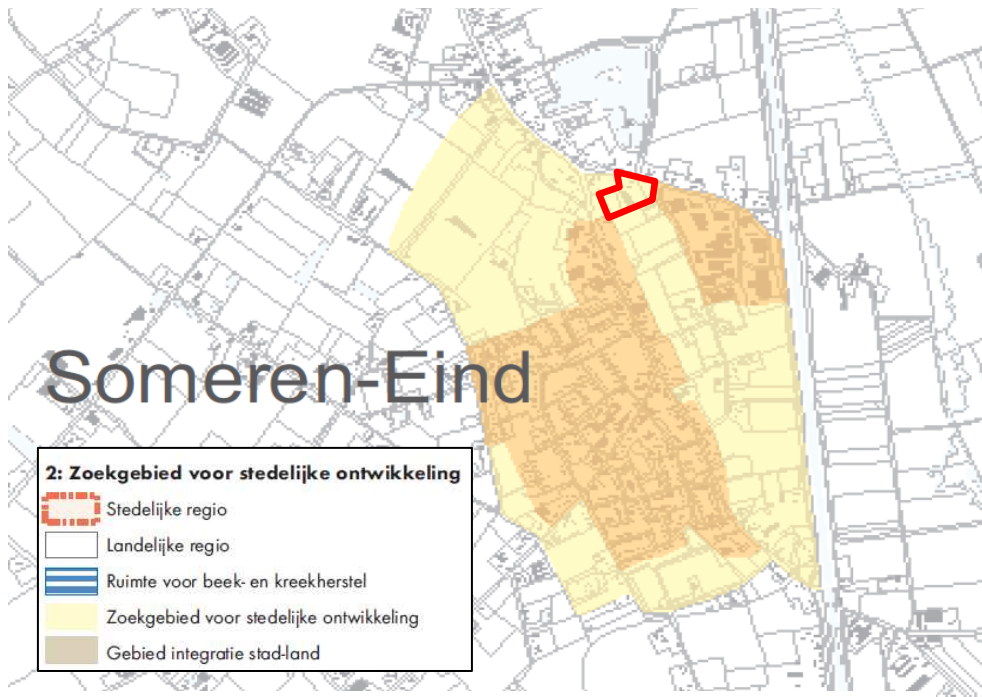 Someren-Eind
2: Zoekgebied voor stedelijke ontwikkeling
Stedelijke regio
Landelijke regio
Ruimte voor beek- en kreekherstel
Zoekgebied voor stedelijke ontwikkeling
Gebied integratie stad-land